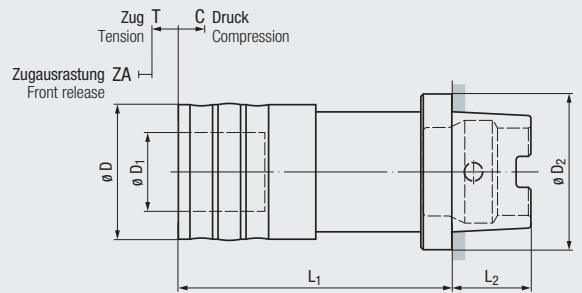 Zug T C Druck
Tension Compression
Zugausrastung ZA
Front release
ø D
ø D1
ø D2
L1
L2